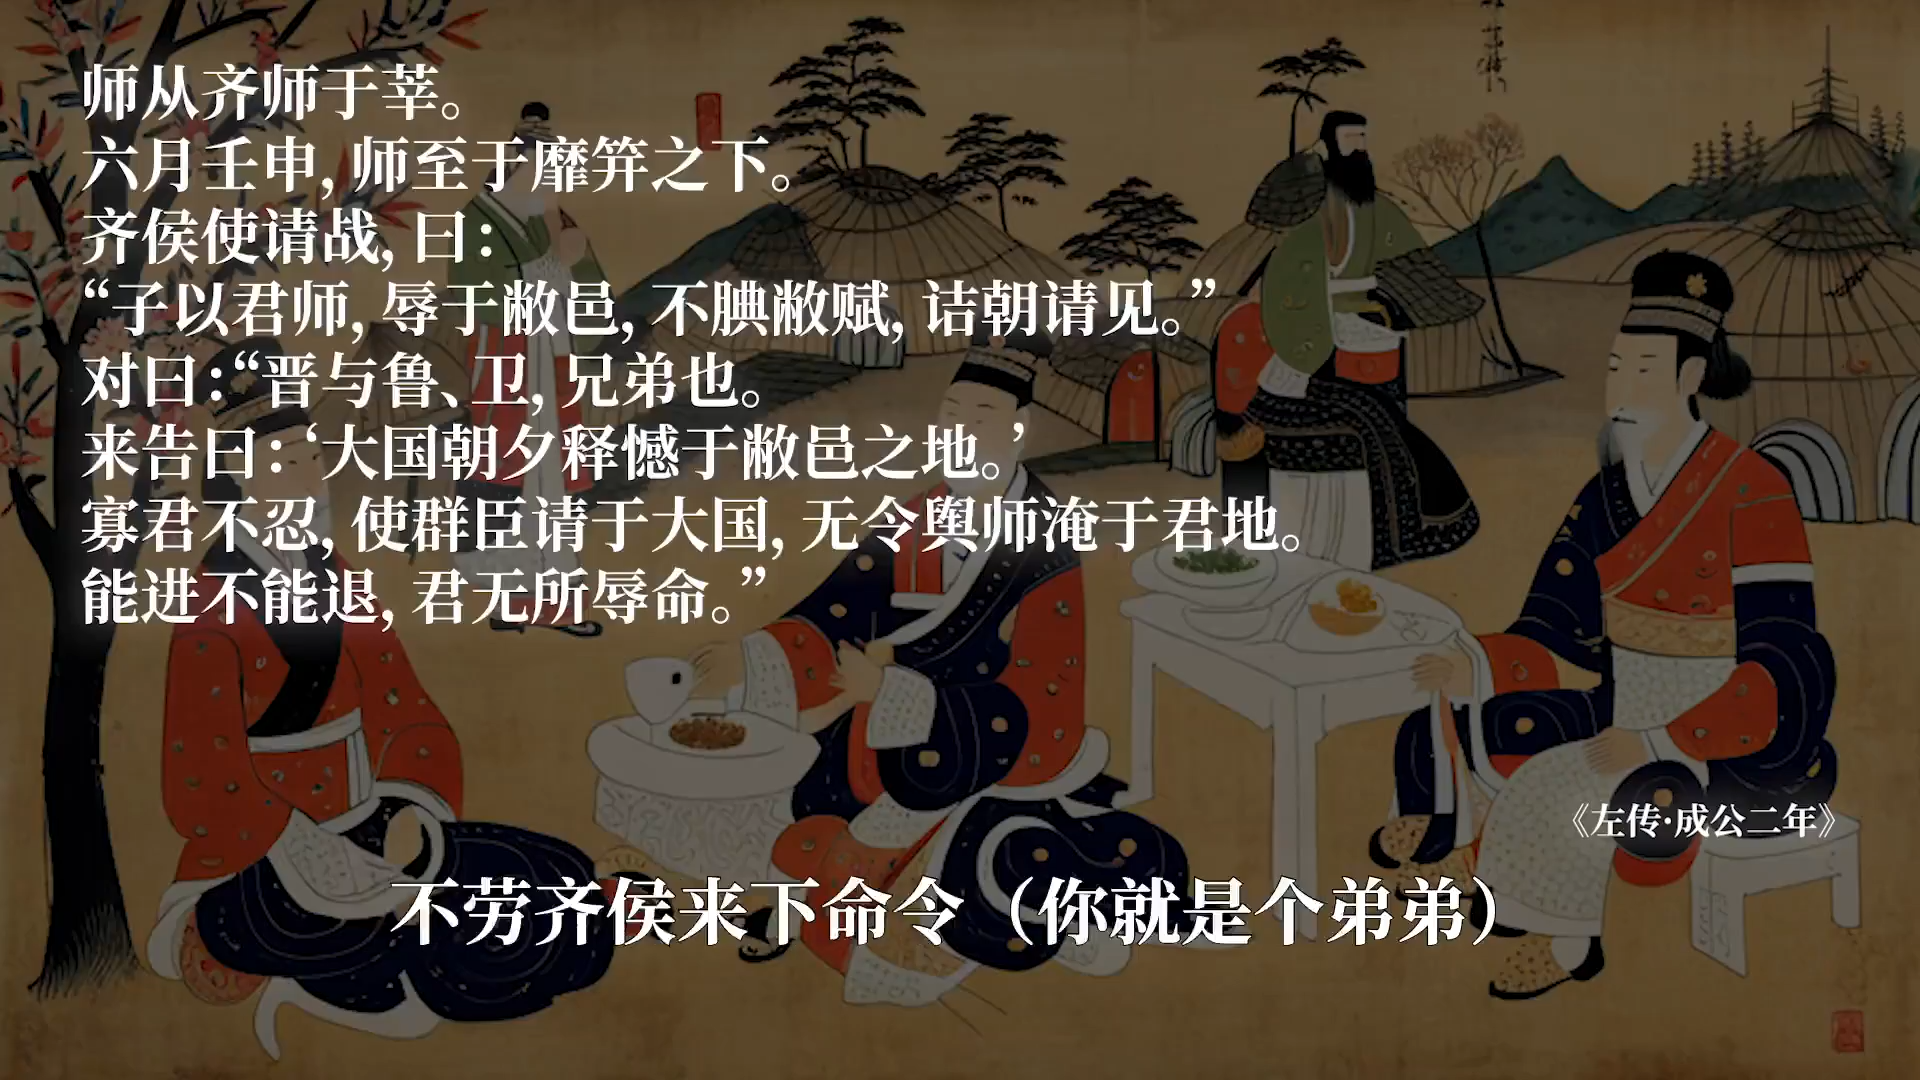 师从齐师于莘。
六月壬申，师至于靡笄之下。
齐侯使请战，曰：
“子以君师，辱于敝邑，不腆敝赋，诘朝请见。”
对曰：“晋与鲁、卫，兄弟也。
来告曰：‘大国朝夕释憾于敝邑之地。’
寡君不忍，使群臣请于大国，无令舆师淹于君地。
能进不能退，君无所辱命。”
《左传·成公二年》
不劳齐侯来下命令（你就是个弟弟）